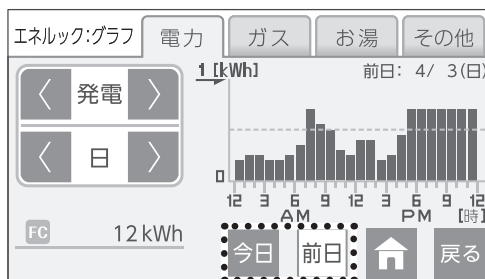 エネルック:グラフ 電力 ガス お湯 その他
発電
日
1 [kWh] 前日: 4/ 3(日)
0
12 3 6 9 12 3 6 9 12
AM PM [時]
FC 12kWh
今日 前日 戻る